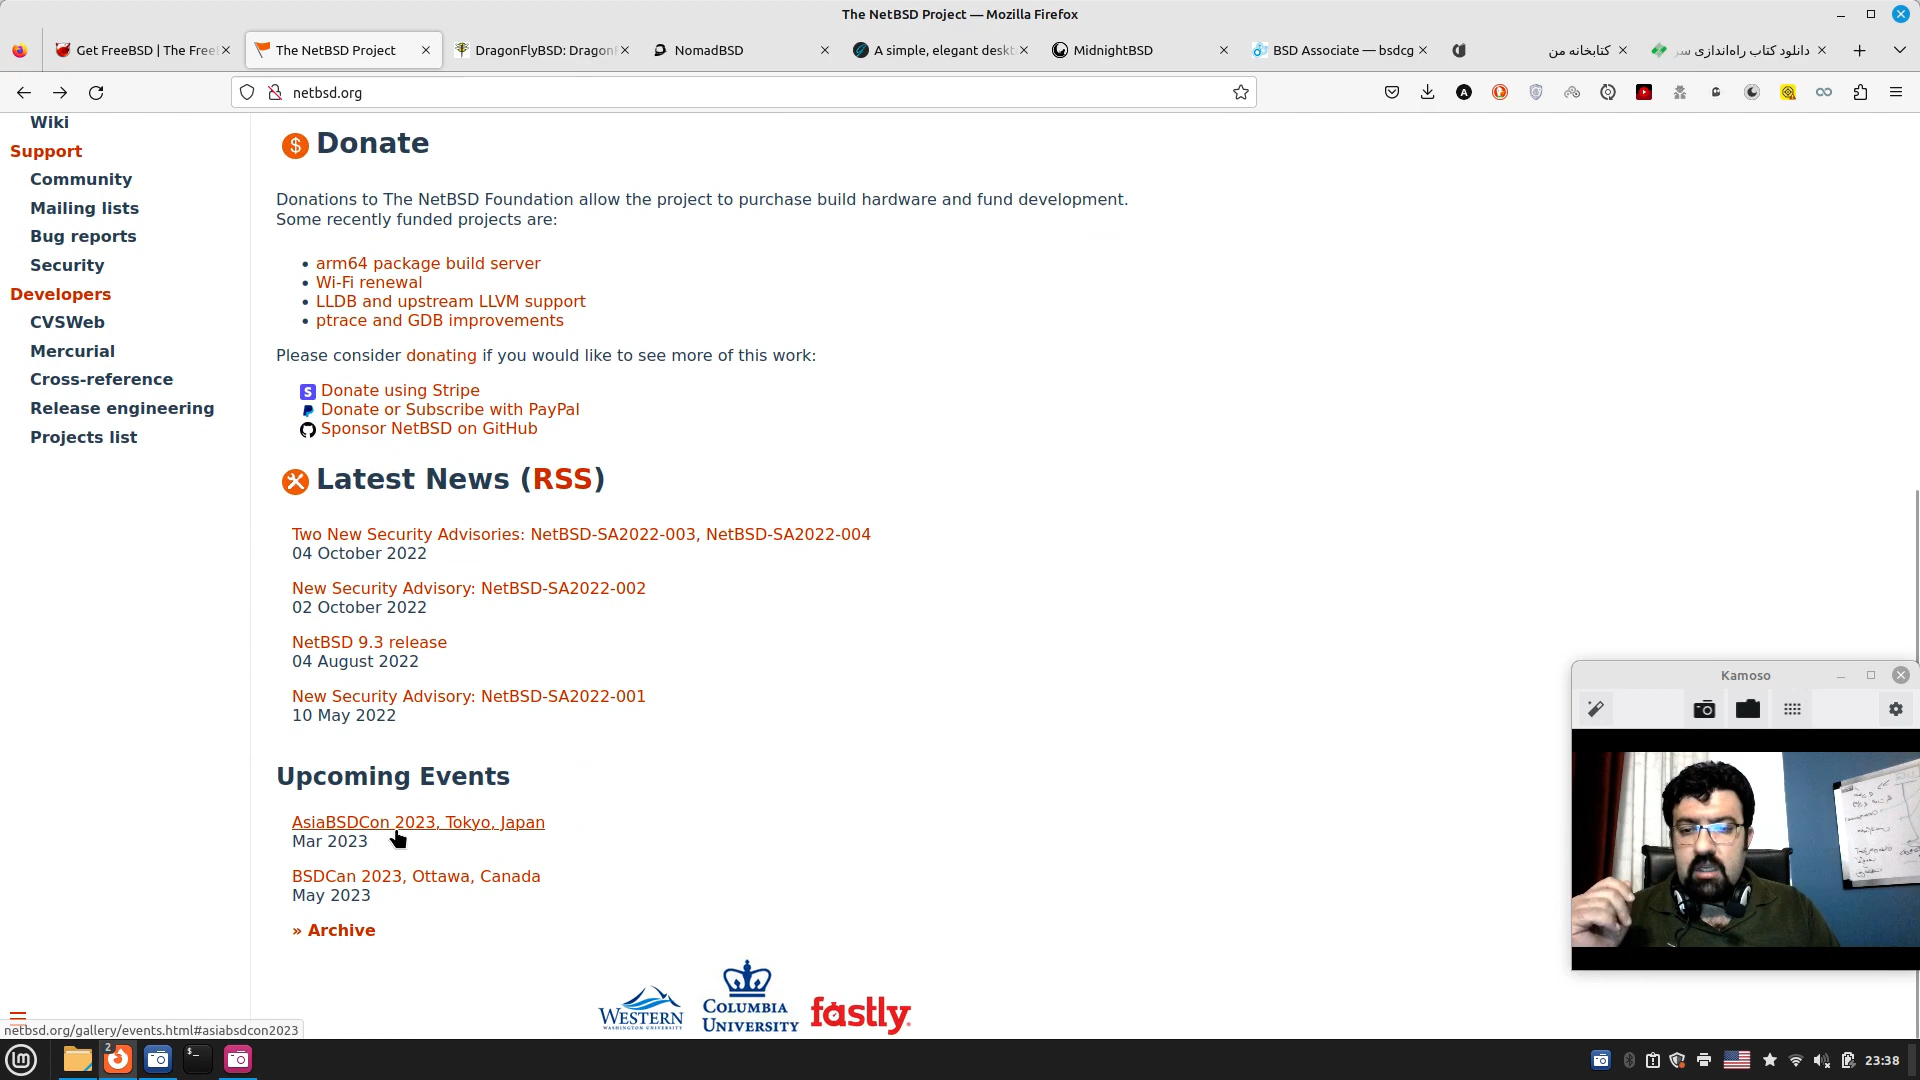 The NetBSD Project — Mozilla Firefox
Get FreeBSD | The Free
The NetBSD Project
DragonFlyBSD: Dragon
NomadBSD
A simple, elegant deskt
MidnightBSD
BSD Associate — bsdcg
کتابخانه من
دانلود کتاب راه‌اندازی سر
netbsd.org
Wiki
Support
Community
Mailing lists
Bug reports
Security
Developers
CVSWeb
Mercurial
Cross-reference
Release engineering
Projects list
Donate
Donations to The NetBSD Foundation allow the project to purchase build hardware and fund development.
Some recently funded projects are:
• arm64 package build server
• Wi-Fi renewal
• LLDB and upstream LLVM support
• ptrace and GDB improvements
Please consider donating if you would like to see more of this work:
Donate using Stripe
Donate or Subscribe with PayPal
Sponsor NetBSD on GitHub
Latest News (RSS)
Two New Security Advisories: NetBSD-SA2022-003, NetBSD-SA2022-004
04 October 2022
New Security Advisory: NetBSD-SA2022-002
02 October 2022
NetBSD 9.3 release
04 August 2022
New Security Advisory: NetBSD-SA2022-001
10 May 2022
Upcoming Events
AsiaBSDCon 2023, Tokyo, Japan
Mar 2023
BSDCan 2023, Ottawa, Canada
May 2023
» Archive
WESTERN
WASHINGTON UNIVERSITY
COLUMBIA
UNIVERSITY
fastly
netbsd.org/gallery/events.html#asiabsdcon2023
Kamoso
2
23:38